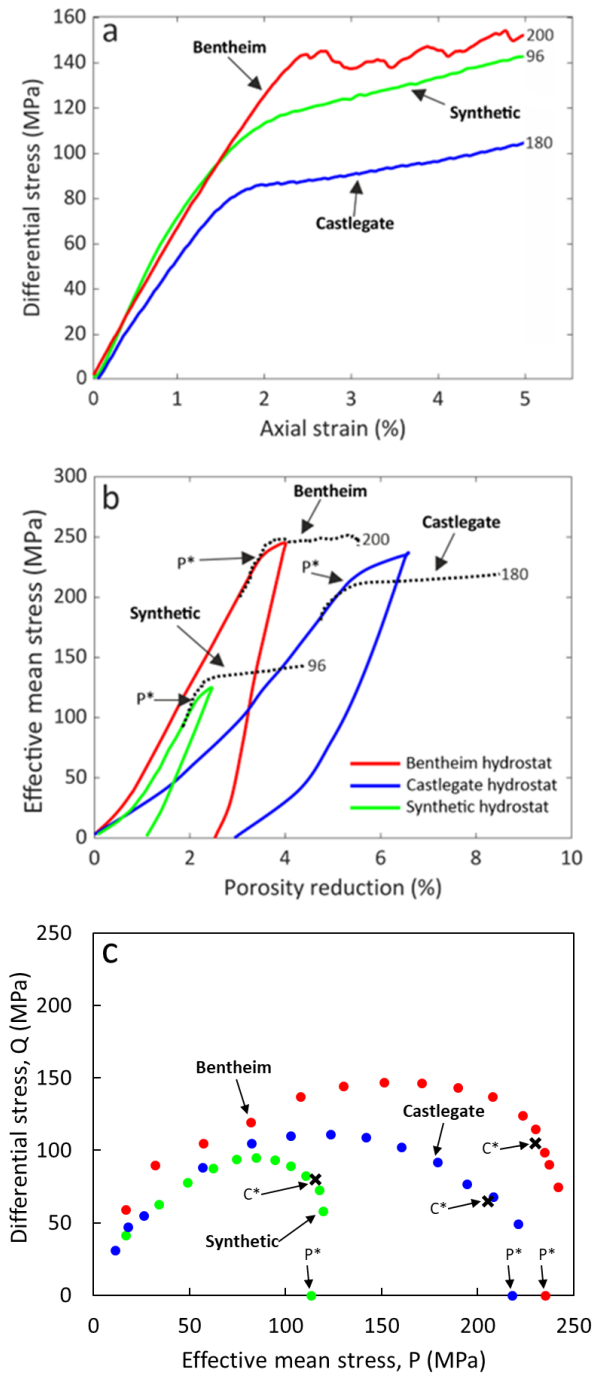 a
160
140
120
100
80
60
40
20
0
Differential stress (MPa)
Bentheim
200
96
Synthetic
180
Castlegate
0 1 2 3 4 5
Axial strain (%)
b
300
250
200
150
100
50
0
Effective mean stress (MPa)
Bentheim
Castlegate
P*
200
P*
180
Synthetic
96
P*
Bentheim hydrostat
Castlegate hydrostat
Synthetic hydrostat
0 2 4 6 8 10
Porosity reduction (%)
c
250
200
150
100
50
0
Differential stress, Q (MPa)
Bentheim
Castlegate
C*
C*
C*
Synthetic
P* P* P*
0 50 100 150 200 250
Effective mean stress, P (MPa)